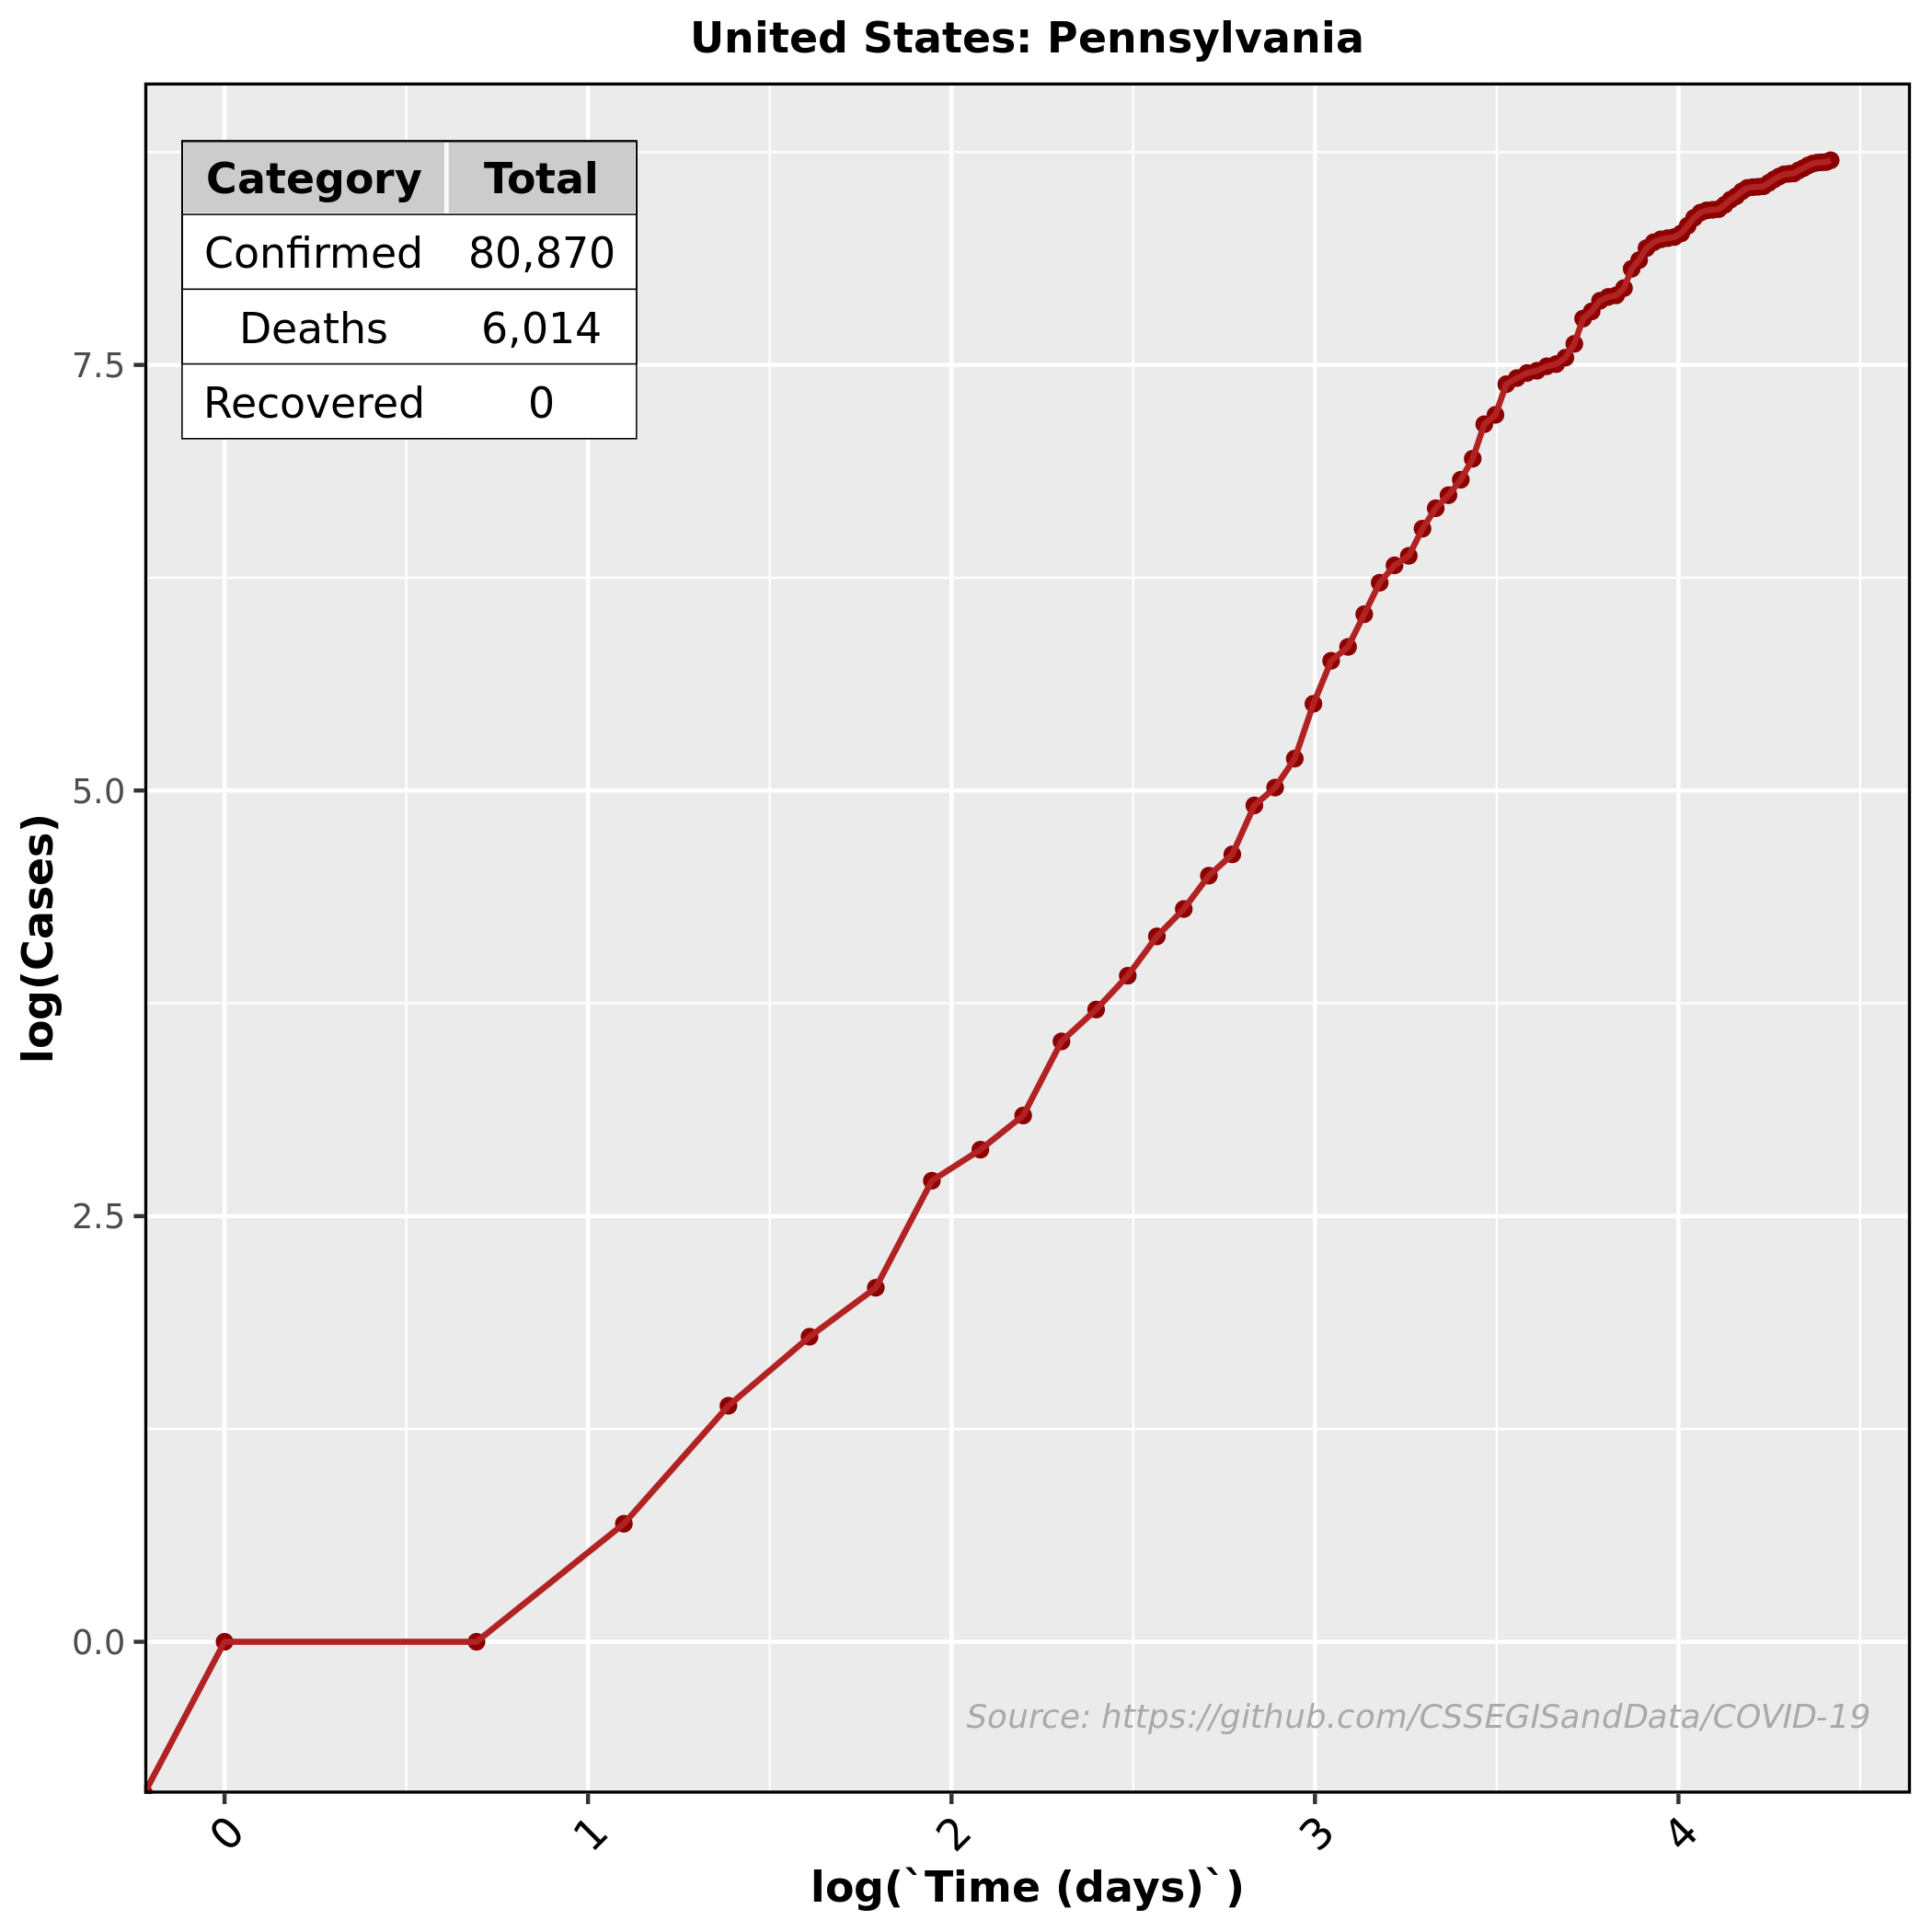 United States: Pennsylvania
Category Total
Confirmed 80,870
Deaths 6,014
Recovered 0
7.5
5.0
2.5
0.0
log(Cases)
Source: https://github.com/CSSEGISandData/COVID-19
0 1 2 3 4
log(`Time (days)`)